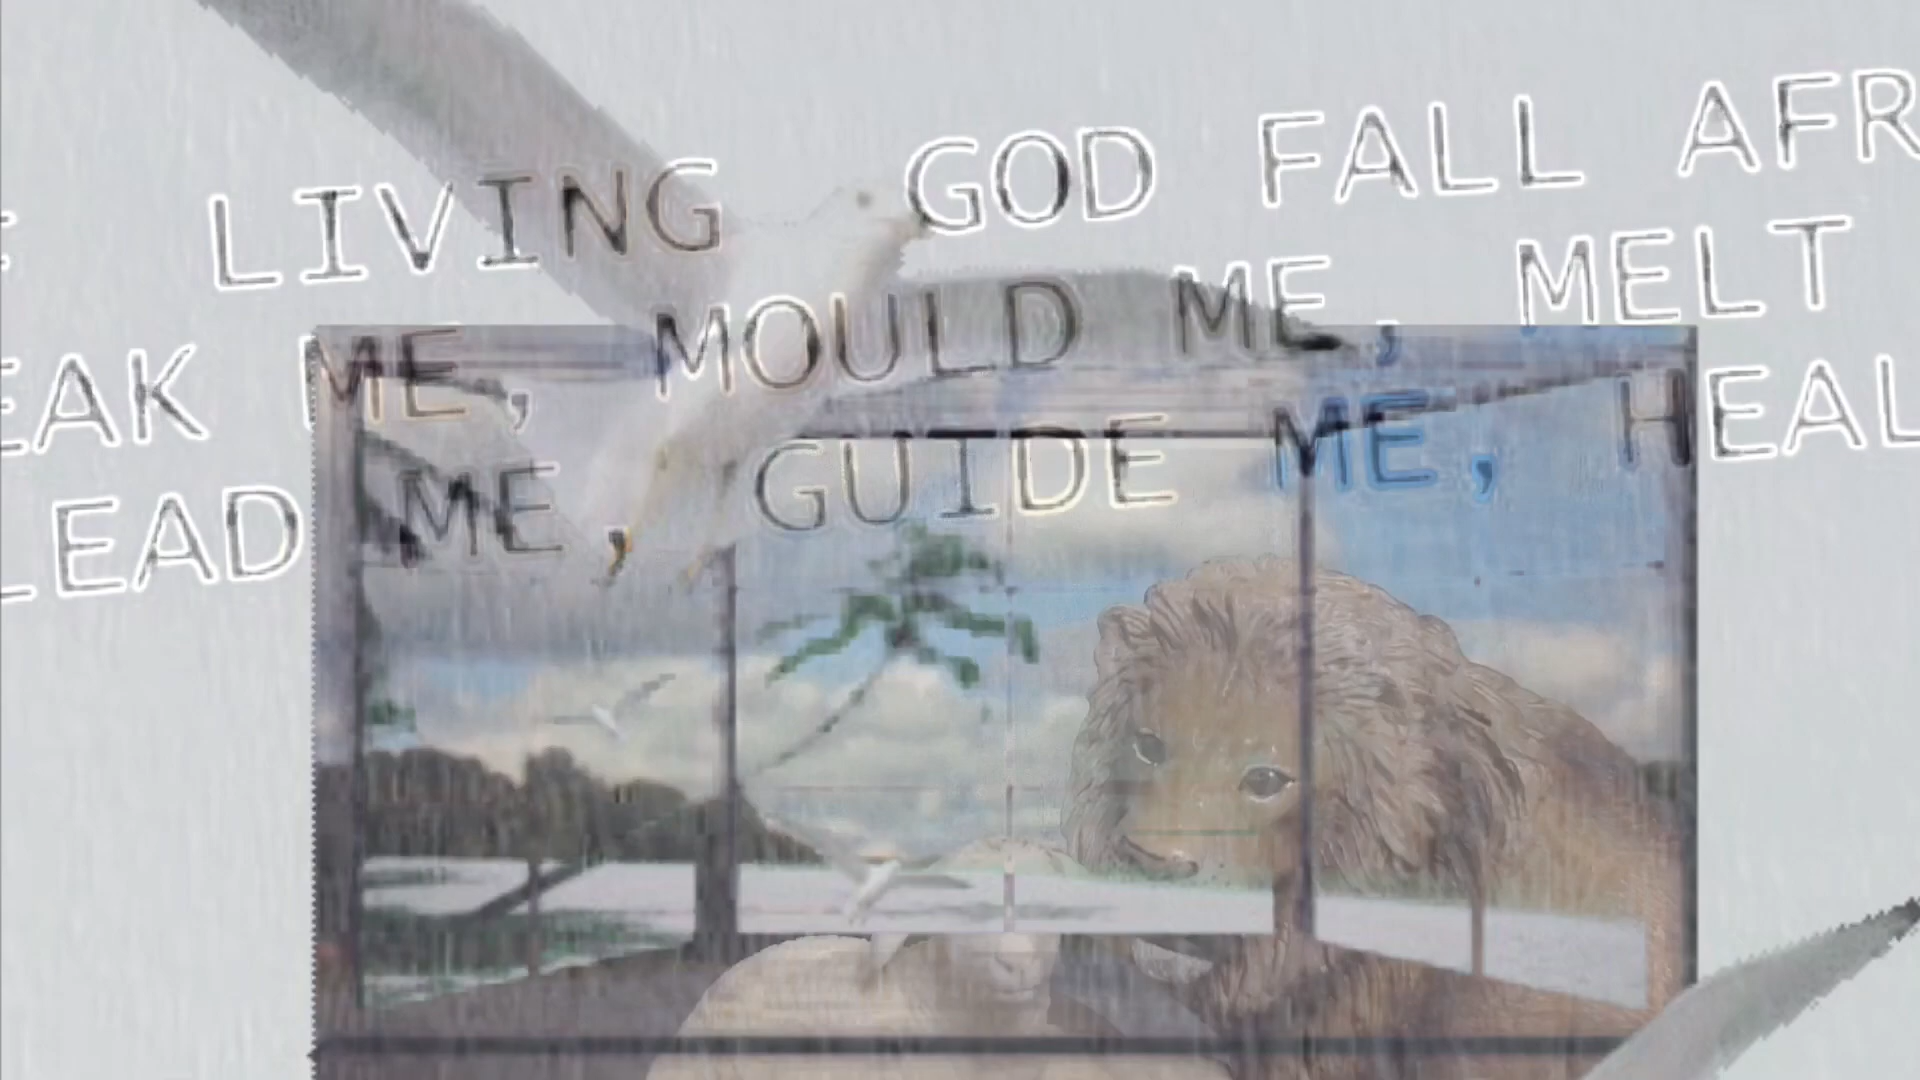 LIVING GOD FALL AFR
EAK ME, MOULD ME, MELT
LEAD ME, GUIDE ME, HEAL